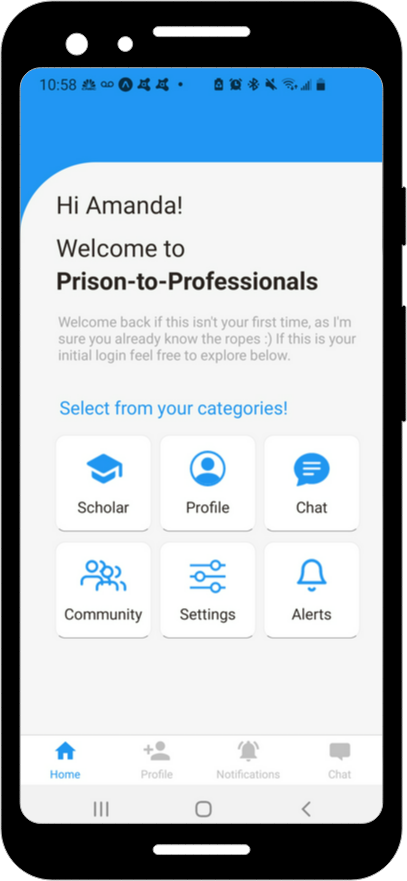 10:58
Hi Amanda!
Welcome to
Prison-to-Professionals
Welcome back if this isn't your first time, as I'm
sure you already know the ropes :) If this is your
initial login feel free to explore below.
Select from your categories!
Scholar Profile Chat
Community Settings Alerts
Home Profile Notifications Chat